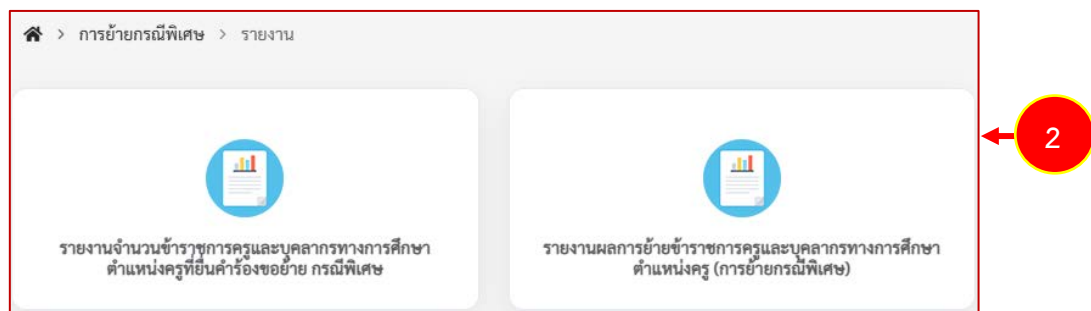 > การย้ายกรณีพิเศษ > รายงาน
รายงานจำนวนข้าราชการครูและบุคลากรทางการศึกษา
ตำแหน่งครูที่ยื่นคำร้องขอย้าย กรณีพิเศษ
รายงานผลการย้ายข้าราชการครูและบุคลากรทางการศึกษา
ตำแหน่งครู (การย้ายกรณีพิเศษ)
2